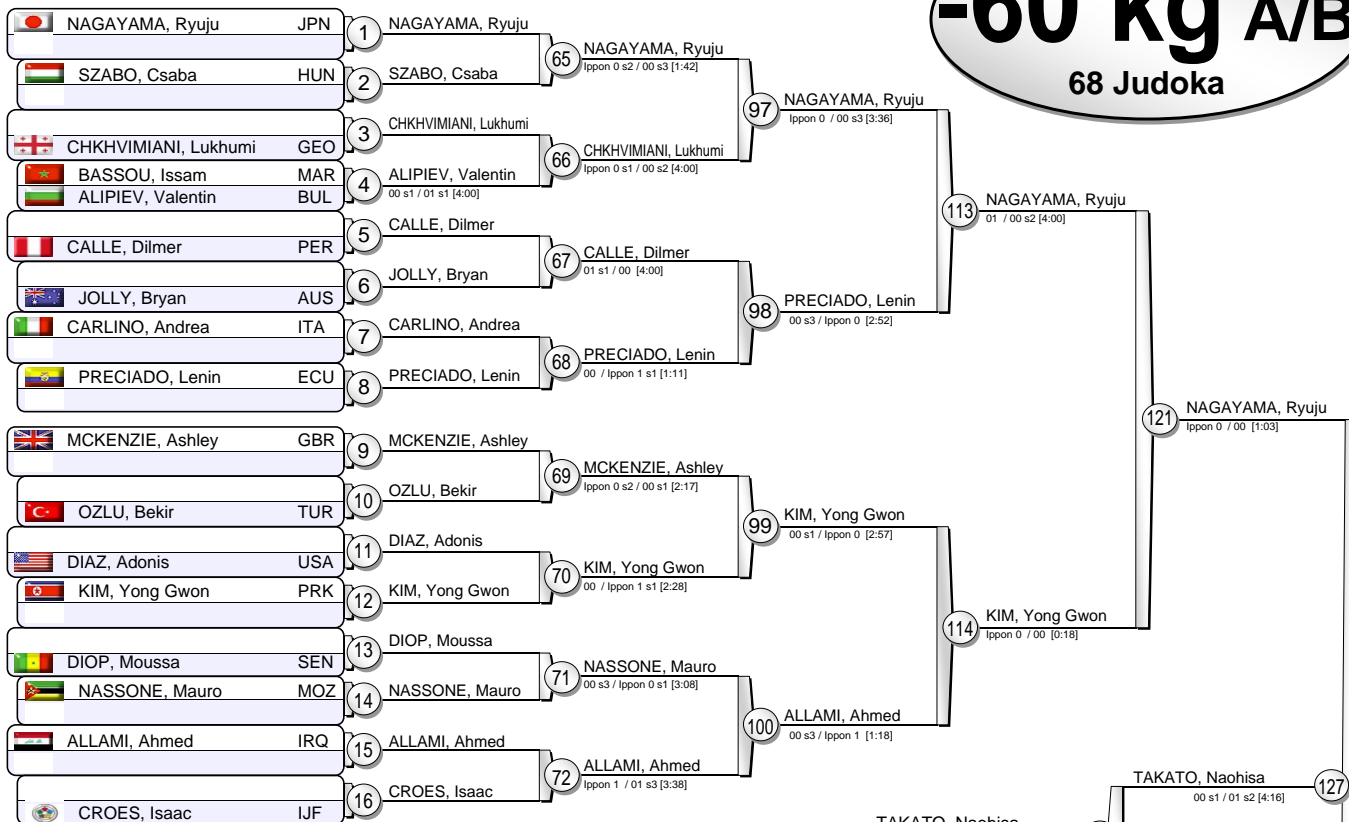 -60 kg A/B
68 Judoka
NAGAYAMA, Ryuju JPN
SZABO, Csaba HUN
CHKHVIMIANI, Lukhumi GEO
BASSOU, Issam MAR
ALIPIEV, Valentin BUL
CALLE, Dilmer PER
JOLLY, Bryan AUS
CARLINO, Andrea ITA
PRECIADO, Lenin ECU
MCKENZIE, Ashley GBR
OZLU, Bekir TUR
DIAZ, Adonis USA
KIM, Yong Gwon PRK
DIOP, Moussa SEN
NASSONE, Mauro MOZ
ALLAMI, Ahmed IRQ
CROES, Isaac IJF
1 NAGAYAMA, Ryuju
2 SZABO, Csaba
3 CHKHVIMIANI, Lukhumi
4 ALIPIEV, Valentin
00 s1 / 01 s1 [4:00]
5 CALLE, Dilmer
6 JOLLY, Bryan
7 CARLINO, Andrea
8 PRECIADO, Lenin
9 MCKENZIE, Ashley
10 OZLU, Bekir
11 DIAZ, Adonis
12 KIM, Yong Gwon
13 DIOP, Moussa
14 NASSONE, Mauro
15 ALLAMI, Ahmed
16 CROES, Isaac
65 NAGAYAMA, Ryuju
Ippon 0 s2 / 00 s3 [1:42]
66 CHKHVIMIANI, Lukhumi
Ippon 0 s1 / 00 s2 [4:00]
67 CALLE, Dilmer
01 s1 / 00 [4:00]
68 PRECIADO, Lenin
00 / Ippon 1 s1 [1:11]
69 MCKENZIE, Ashley
Ippon 0 s2 / 00 s1 [2:17]
70 KIM, Yong Gwon
00 / Ippon 1 s1 [2:28]
71 NASSONE, Mauro
00 s3 / Ippon 0 s1 [3:08]
72 ALLAMI, Ahmed
Ippon 1 / 01 s3 [3:38]
97 NAGAYAMA, Ryuju
Ippon 0 / 00 s3 [3:36]
98 PRECIADO, Lenin
00 s3 / Ippon 0 [2:52]
99 KIM, Yong Gwon
00 s1 / Ippon 0 [2:57]
100 ALLAMI, Ahmed
00 s3 / Ippon 1 [1:18]
113 NAGAYAMA, Ryuju
01 / 00 s2 [4:00]
114 KIM, Yong Gwon
Ippon 0 / 00 [0:18]
121 NAGAYAMA, Ryuju
Ippon 0 / 00 [1:03]
TAKATO, Naohisa 127
00 s1 / 01 s2 [4:16]
TAKATO, Naohisa